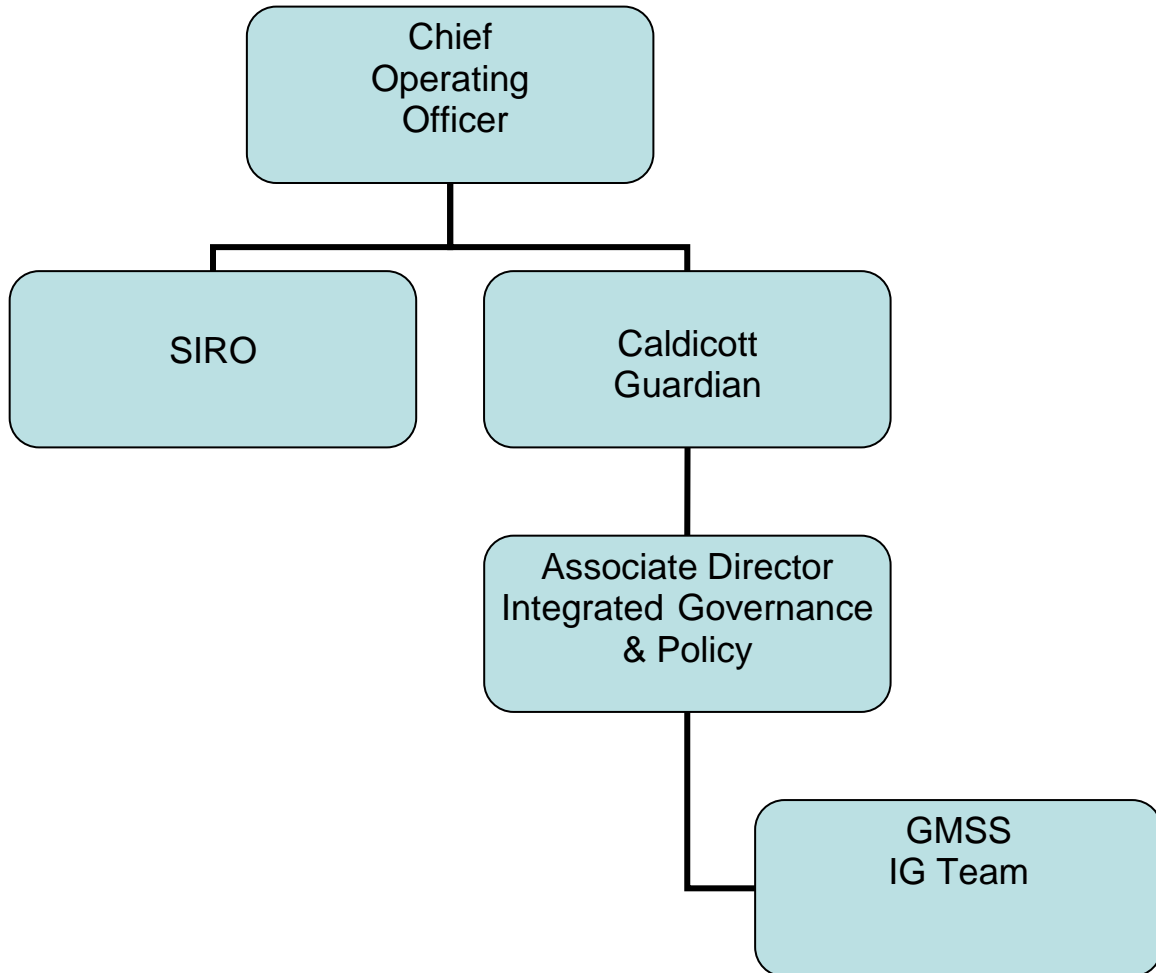 Chief
Operating
Officer
SIRO
Caldicott
Guardian
Associate Director
Integrated Governance
& Policy
GMSS
IG Team